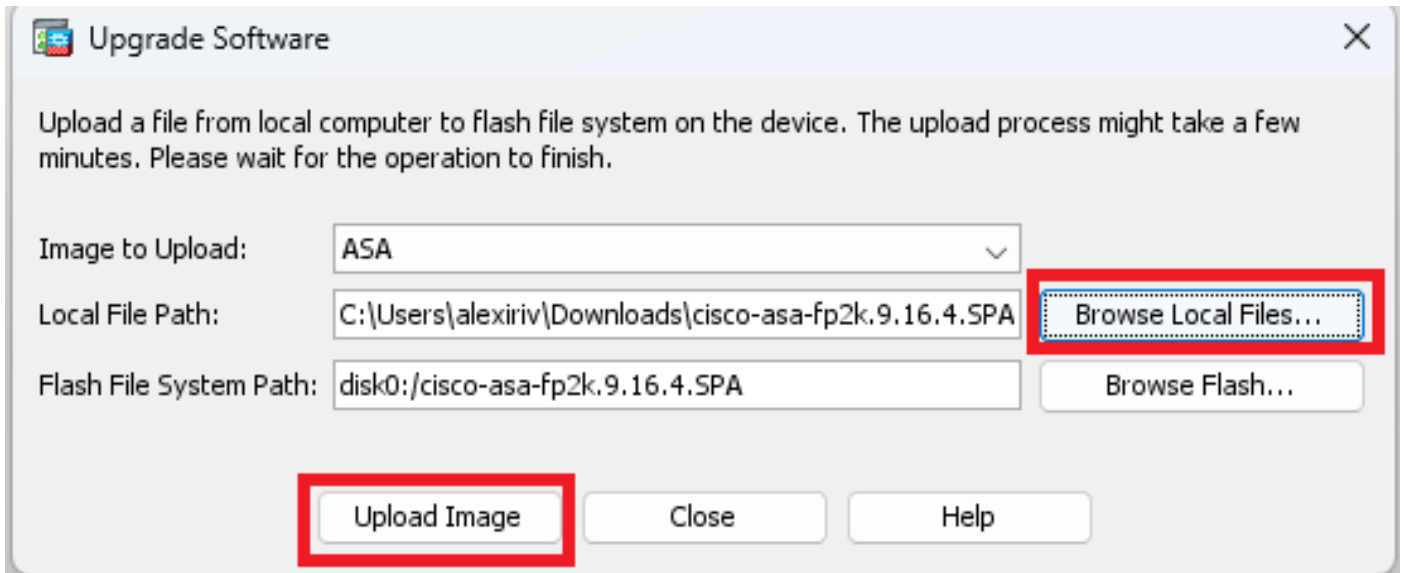 Upgrade Software
Upload a file from local computer to flash file system on the device. The upload process might take a few
minutes. Please wait for the operation to finish.
Image to Upload: ASA
Local File Path: C:\Users\alexiriv\Downloads\cisco-asa-fp2k.9.16.4.SPA Browse Local Files...
Flash File System Path: disk0:/cisco-asa-fp2k.9.16.4.SPA Browse Flash...
Upload Image Close Help